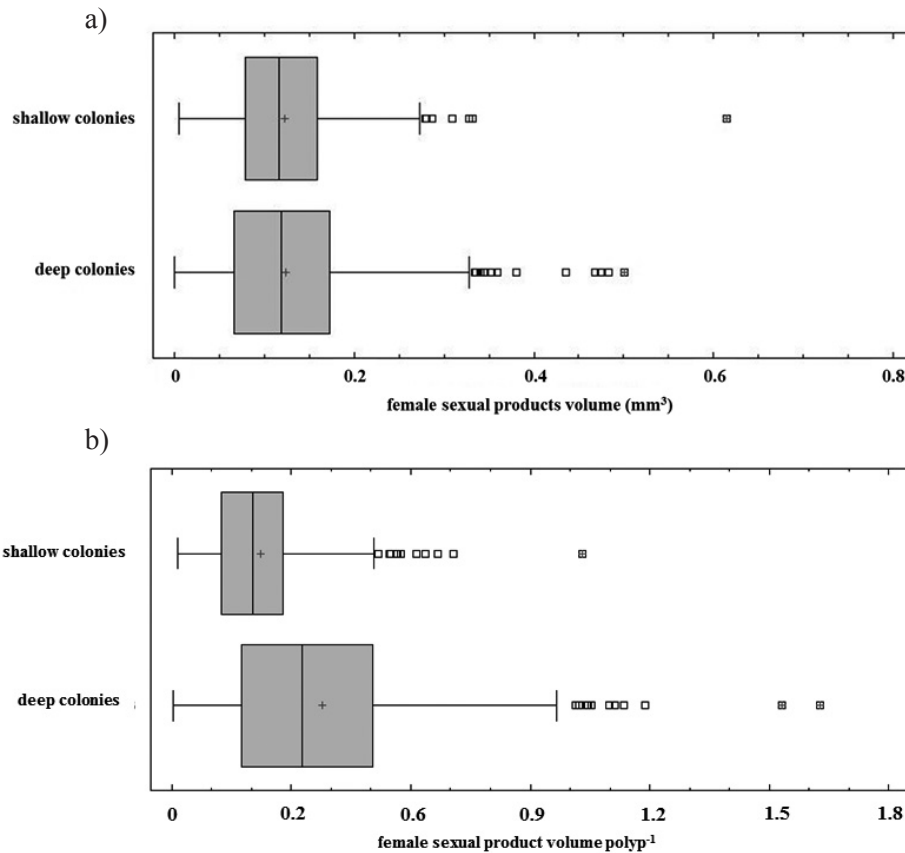 a)
shallow colonies
deep colonies
0 0.2 0.4 0.6 0.8
female sexual products volume (mm³)
b)
shallow colonies
deep colonies
0 0.2 0.6 0.9 1.2 1.5 1.8
female sexual product volume polyp⁻¹